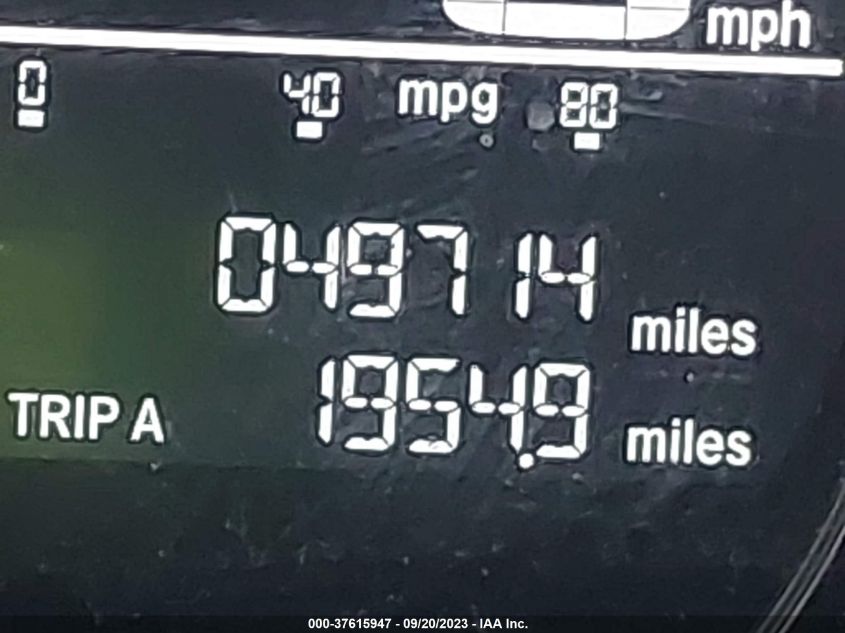 mph
0 40 mpg 80
049714 miles
TRIP A 1954.9 miles
000-37615947 - 09/20/2023 - IAA Inc.